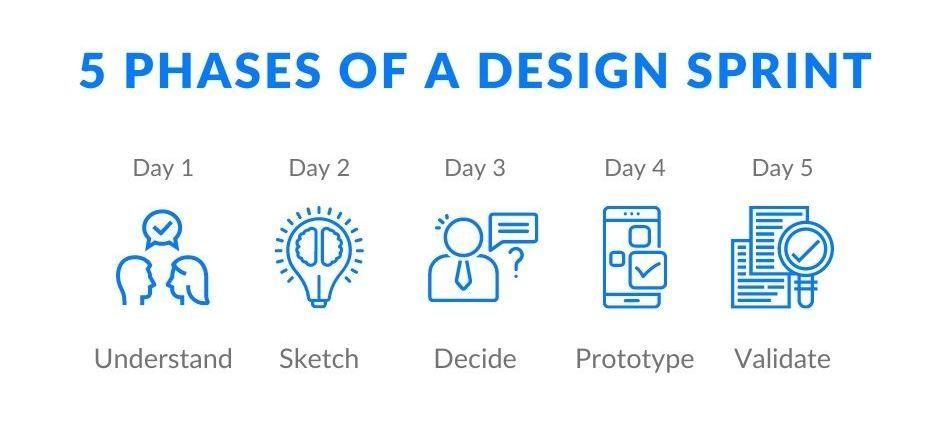 5 PHASES OF A DESIGN SPRINT
Day 1 Day 2 Day 3 Day 4 Day 5
Understand Sketch Decide Prototype Validate